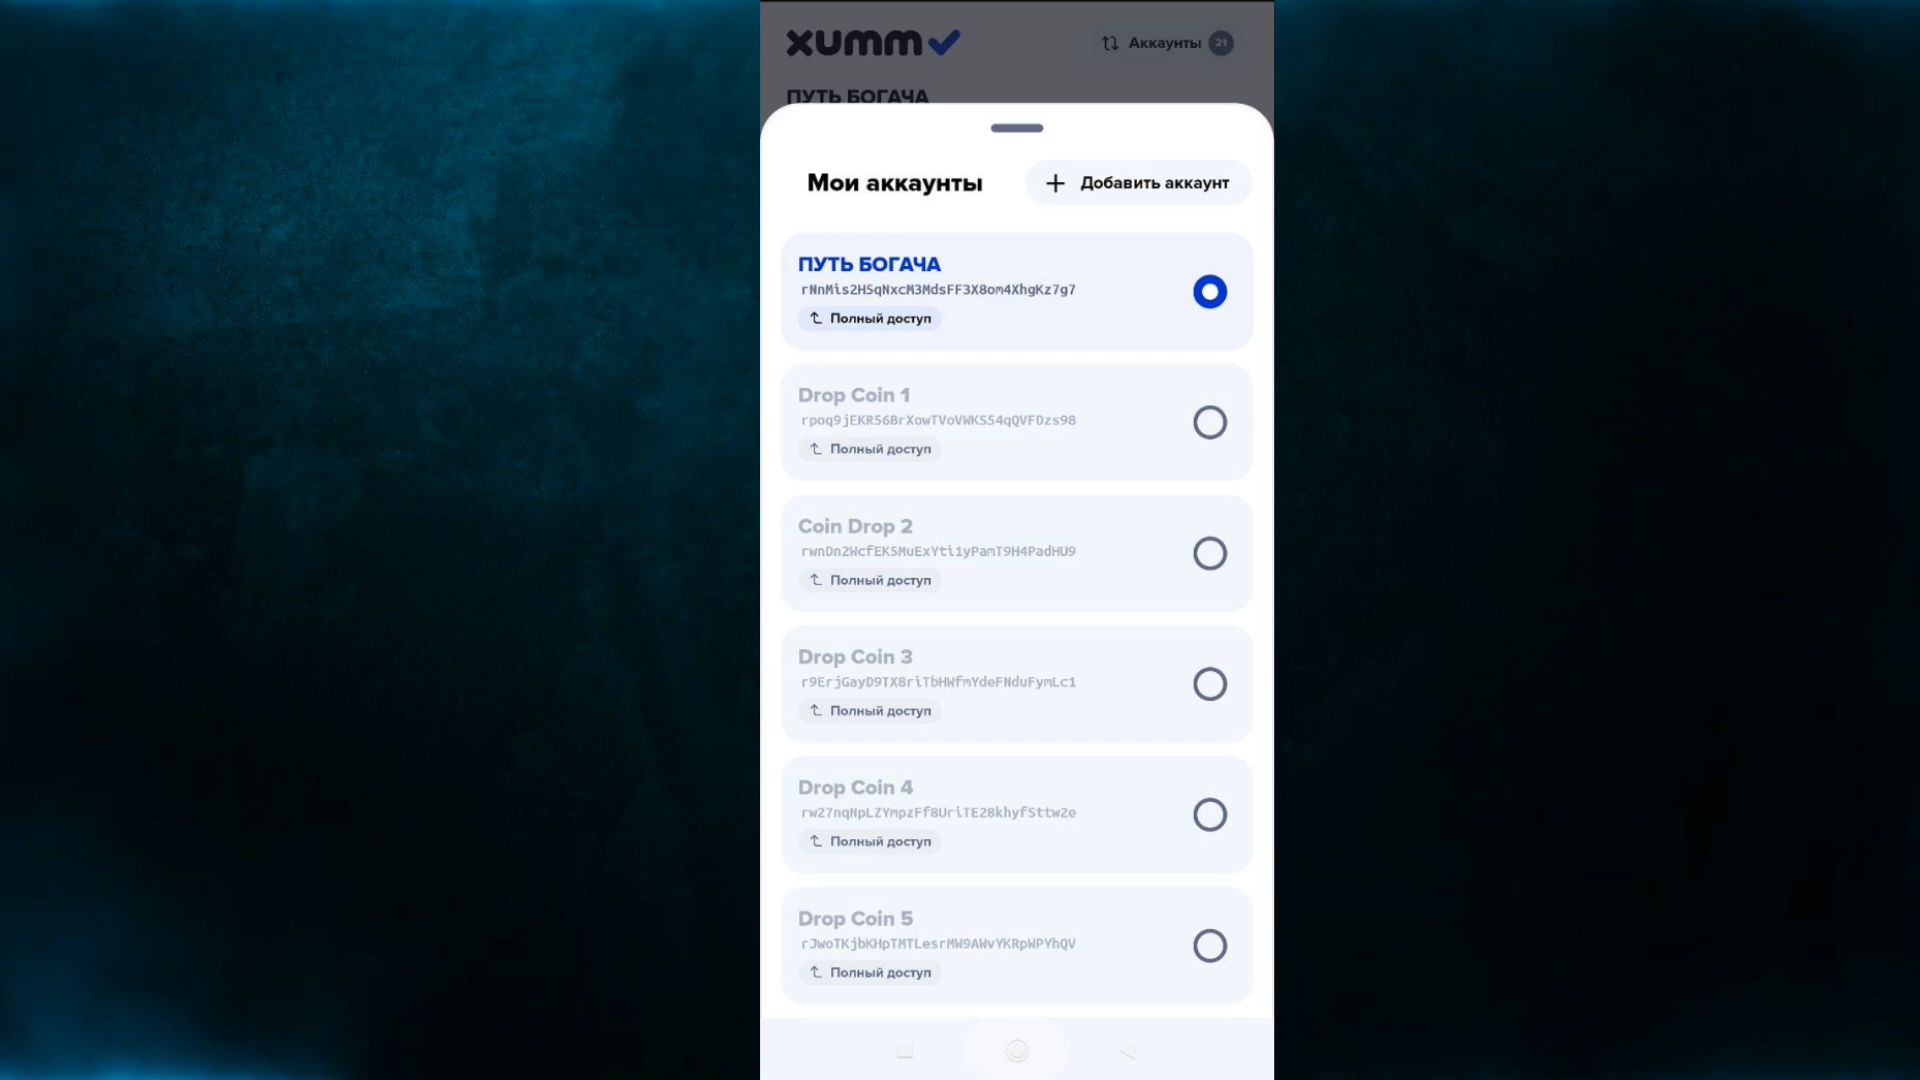 xumm
Аккаунты 21
ПУТЬ БОГАЧА
Мои аккаунты
+ Добавить аккаунт
ПУТЬ БОГАЧА
rNnMis2H5qNxcM3MdsFF3X8om4XhgKz7g7
Полный доступ
Drop Coin 1
rpoq9jEKR56BrXowTVoVWKS54qQVFDzs98
Полный доступ
Coin Drop 2
rwnDn2WcfEK5MuExYti1yPamT9H4PadHU9
Полный доступ
Drop Coin 3
r9ErjGayD9TX8riTbHWfmYdeFNduFymLc1
Полный доступ
Drop Coin 4
rw27nqNpLZYmpzFf8UriTE28khyfSttw2e
Полный доступ
Drop Coin 5
rJwoTKjbKHpTMTLesrMW9AWvYKRpWPYhQV
Полный доступ